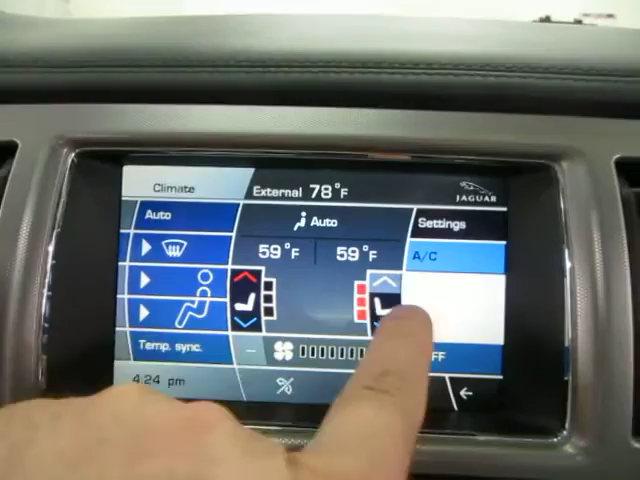 Climate
External 78°F
JAGUAR
Auto
Auto
Settings
59°F
59°F
A/C
Temp. sync.
FF
4:24 pm